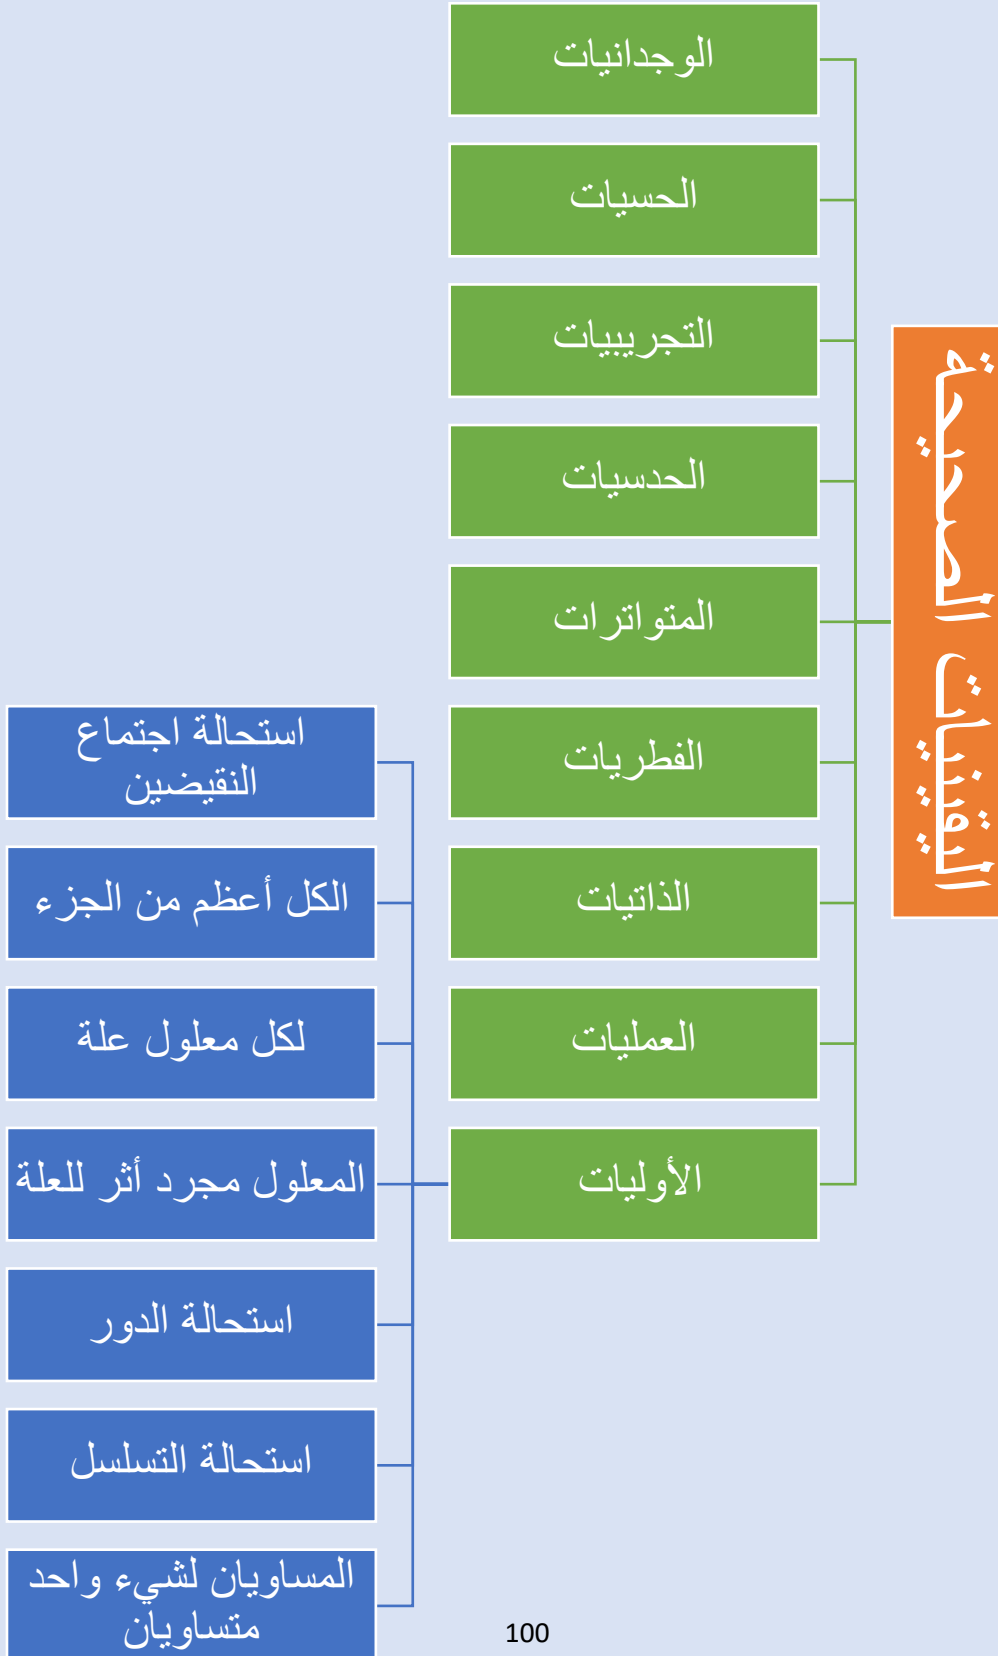 اليقينيات الصحيحة
الوجدانيات
الحسيات
التجريبيات
الحدسيات
المتواترات
الفطريات
الذاتيات
العمليات
الأوليات
استحالة اجتماع
النقيضين
الكل أعظم من الجزء
لكل معلول علة
المعلول مجرد أثر للعلة
استحالة الدور
استحالة التسلسل
المساويان لشيء واحد
متساويان
100